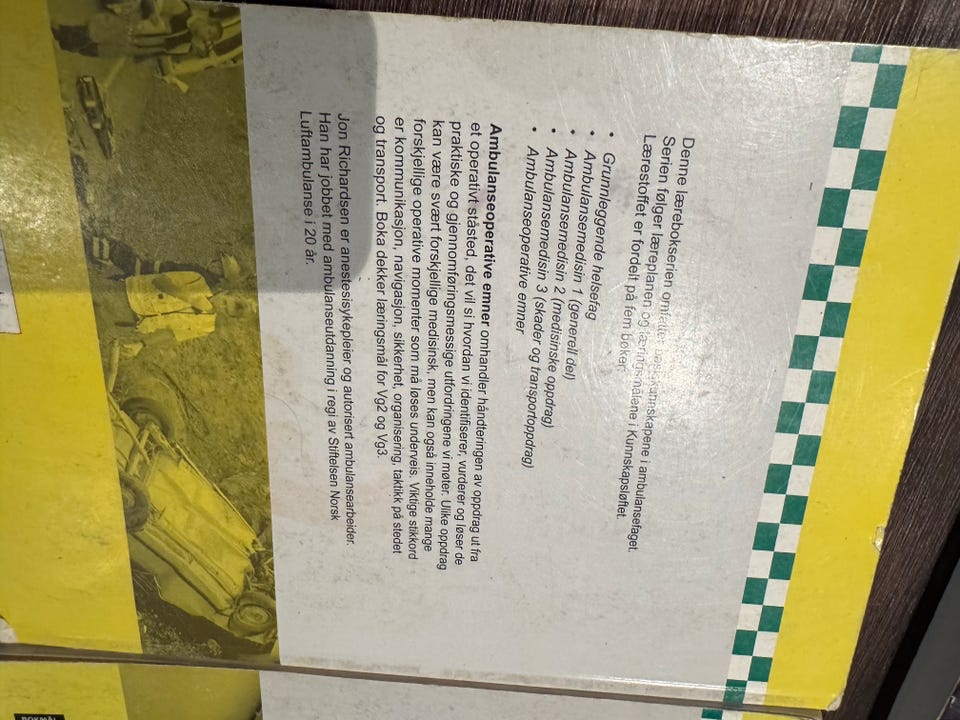 Denne lærebokserien omfatter basiskunnskapene i ambulansefaget.
Serien følger læreplanen og læringsmålene i Kunnskapsløftet.
Lærestoffet er fordelt på fem bøker:
• Grunnleggende helsefag
• Ambulansemedisin 1 (generell del)
• Ambulansemedisin 2 (medisinske oppdrag)
• Ambulansemedisin 3 (skader og transportoppdrag)
• Ambulanseoperative emner
Ambulanseoperative emner omhandler håndteringen av oppdrag ut fra
et operativt ståsted, det vil si hvordan vi identifiserer, vurderer og løser de
praktiske og gjennomføringsmessige utfordringene vi møter. Ulike oppdrag
kan være svært forskjellige medisinsk, men kan også inneholde mange
forskjellige operative momenter som må løses underveis. Viktige stikkord
er kommunikasjon, navigasjon, sikkerhet, organisering, taktikk på stedet
og transport. Boka dekker læringsmål for Vg2 og Vg3.
Jon Richardsen er anestesisykepleier og autorisert ambulansearbeider.
Han har jobbet med ambulanseutdanning i regi av Stiftelsen Norsk
Luftambulanse i 20 år.
BOKMÅL